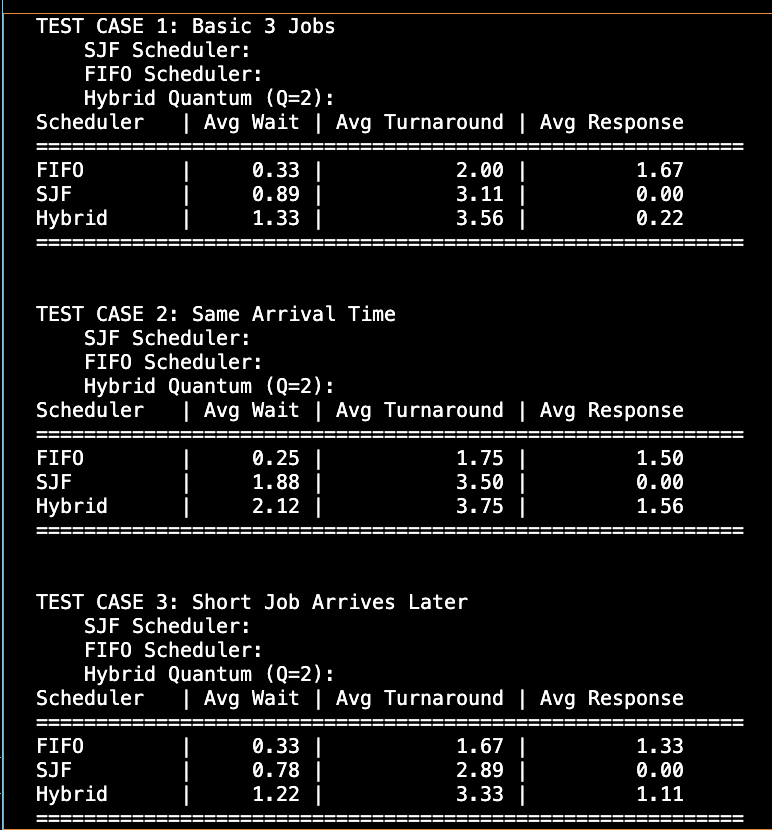 TEST CASE 1: Basic 3 Jobs
    SJF Scheduler:
    FIFO Scheduler:
    Hybrid Quantum (Q=2):
Scheduler   | Avg Wait | Avg Turnaround | Avg Response
===========================================================
FIFO        |     0.33 |           2.00 |         1.67
SJF         |     0.89 |           3.11 |         0.00
Hybrid      |     1.33 |           3.56 |         0.22
===========================================================
TEST CASE 2: Same Arrival Time
    SJF Scheduler:
    FIFO Scheduler:
    Hybrid Quantum (Q=2):
Scheduler   | Avg Wait | Avg Turnaround | Avg Response
===========================================================
FIFO        |     0.25 |           1.75 |         1.50
SJF         |     1.88 |           3.50 |         0.00
Hybrid      |     2.12 |           3.75 |         1.56
===========================================================
TEST CASE 3: Short Job Arrives Later
    SJF Scheduler:
    FIFO Scheduler:
    Hybrid Quantum (Q=2):
Scheduler   | Avg Wait | Avg Turnaround | Avg Response
===========================================================
FIFO        |     0.33 |           1.67 |         1.33
SJF         |     0.78 |           2.89 |         0.00
Hybrid      |     1.22 |           3.33 |         1.11
===========================================================